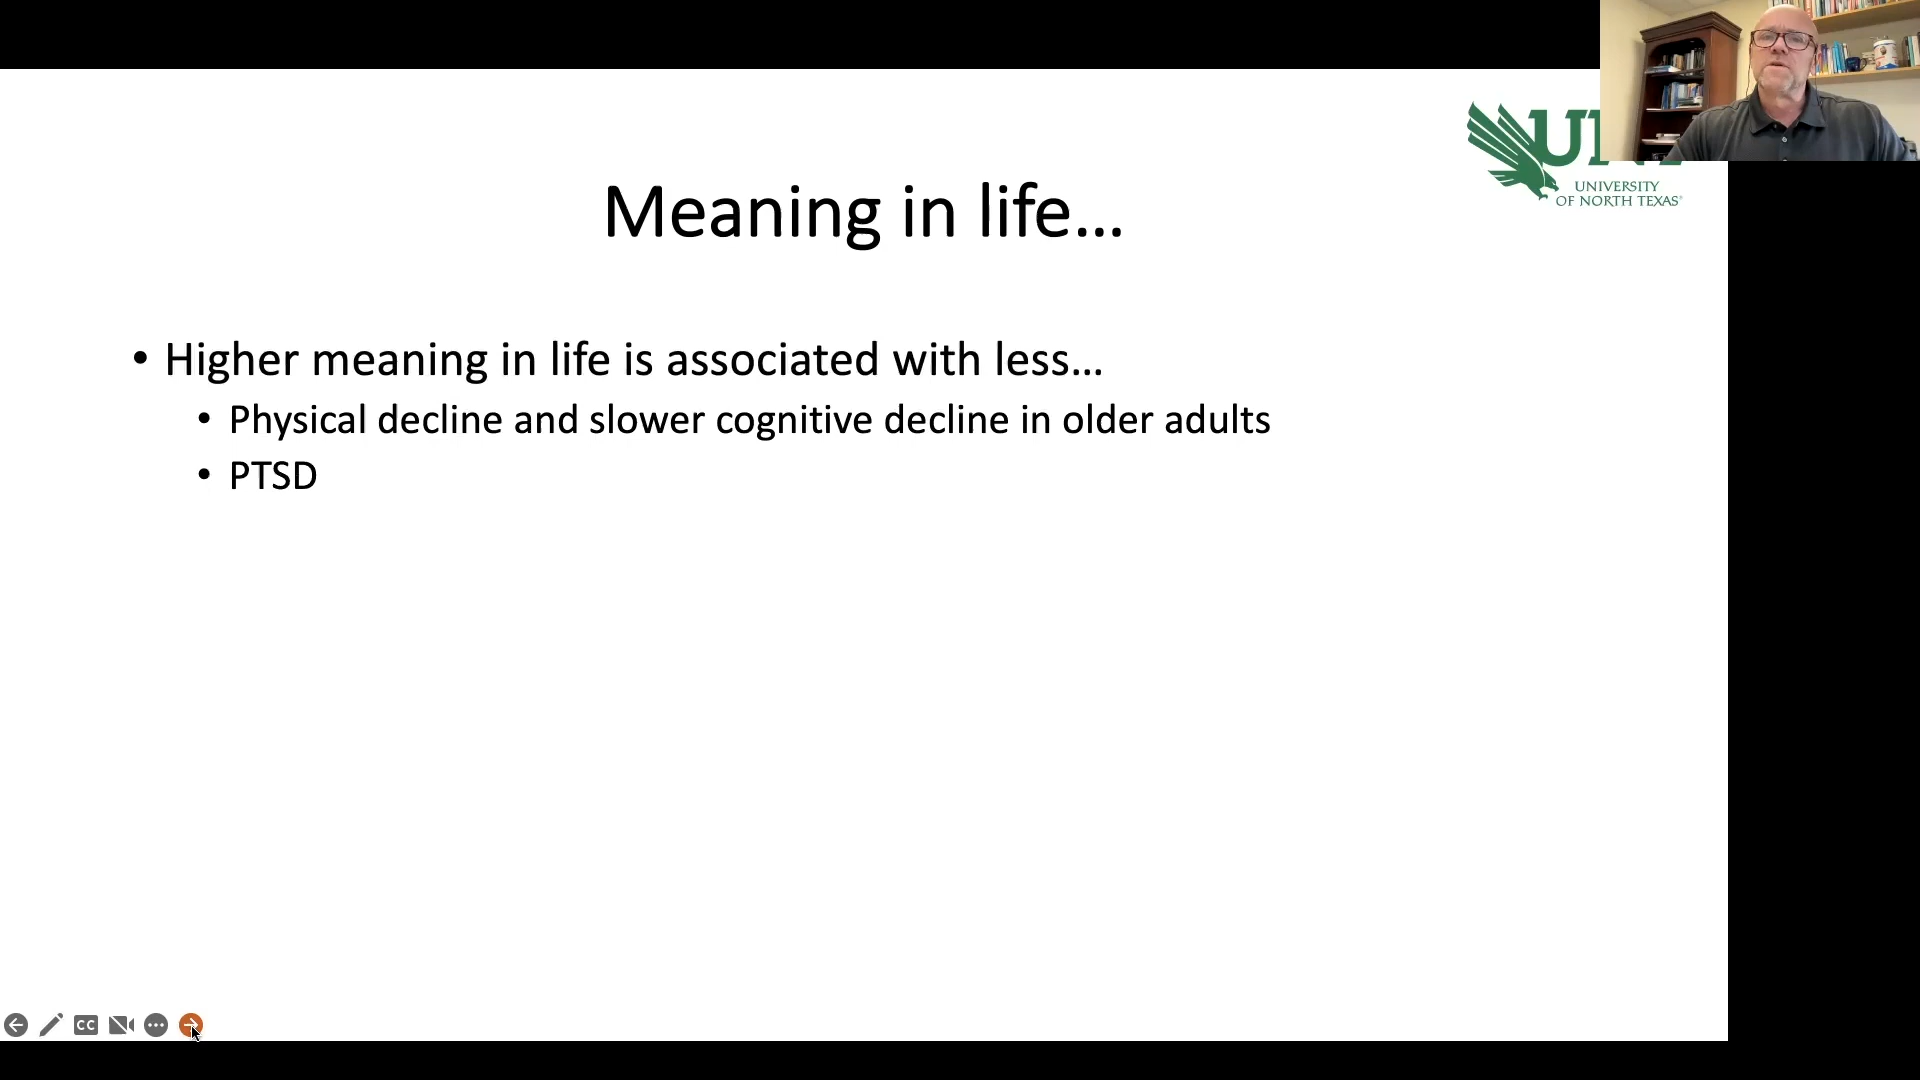 UNIVERSITY
OF NORTH TEXAS®
Meaning in life...
• Higher meaning in life is associated with less...
• Physical decline and slower cognitive decline in older adults
• PTSD
CC